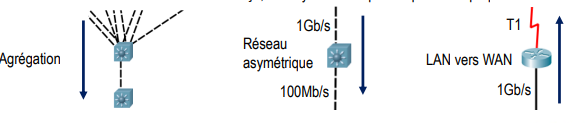 Agrégation
1Gb/s
Réseau
asymétrique
100Mb/s
T1
LAN vers WAN
1Gb/s